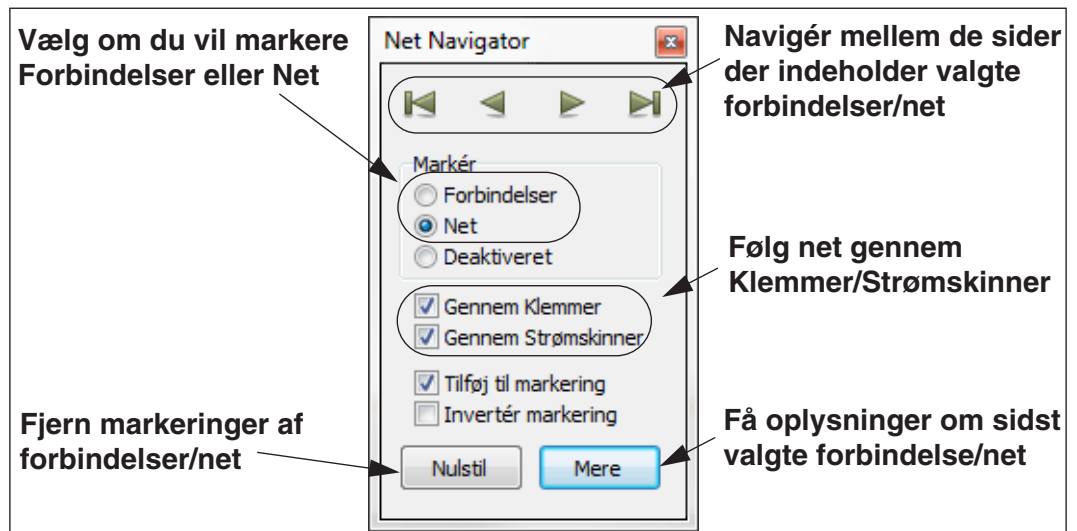 Vælg om du vil markere
Forbindelser eller Net
Net Navigator
Navigér mellem de sider
der indeholder valgte
forbindelser/net
Markér
Forbindelser
Net
Deaktiveret
Følg net gennem
Klemmer/Strømskinner
Gennem Klemmer
Gennem Strømskinner
Tilføj til markering
Invertér markering
Fjern markeringer af
forbindelser/net
Nulstil
Mere
Få oplysninger om sidst
valgte forbindelse/net